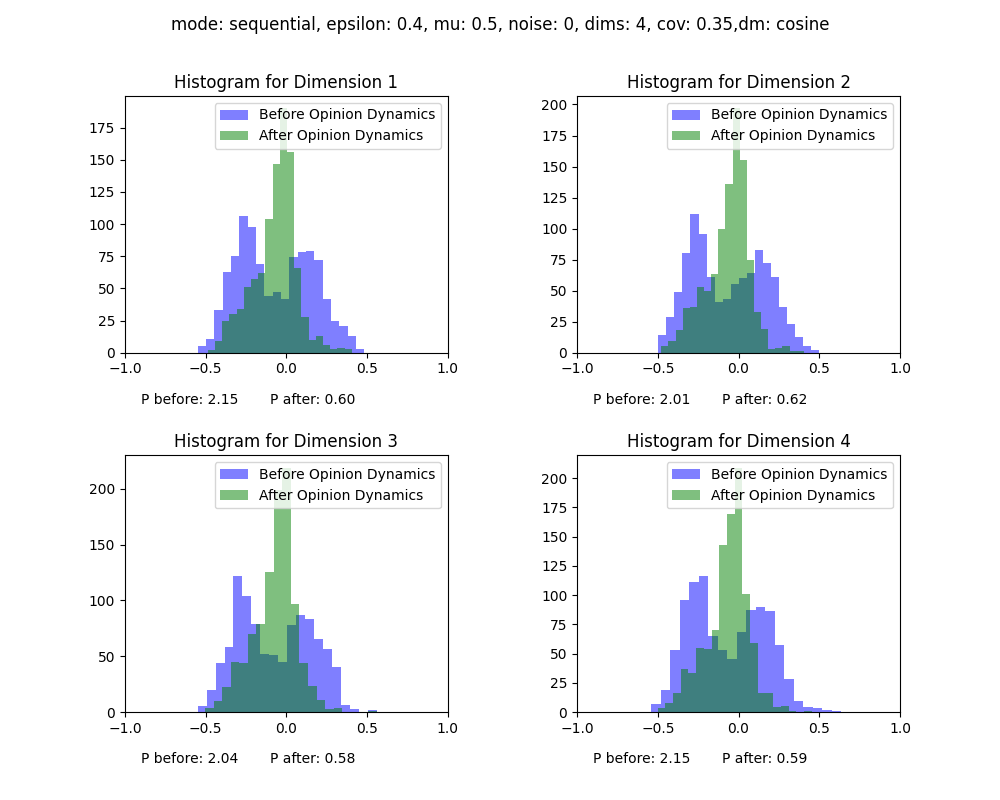 mode: sequential, epsilon: 0.4, mu: 0.5, noise: 0, dims: 4, cov: 0.35,dm: cosine
Histogram for Dimension 1
Before Opinion Dynamics
After Opinion Dynamics
175
150
125
100
75
50
25
0
−1.0 −0.5 0.0 0.5 1.0
P before: 2.15 P after: 0.60
Histogram for Dimension 2
Before Opinion Dynamics
After Opinion Dynamics
200
175
150
125
100
75
50
25
0
−1.0 −0.5 0.0 0.5 1.0
P before: 2.01 P after: 0.62
Histogram for Dimension 3
Before Opinion Dynamics
After Opinion Dynamics
200
150
100
50
0
−1.0 −0.5 0.0 0.5 1.0
P before: 2.04 P after: 0.58
Histogram for Dimension 4
Before Opinion Dynamics
After Opinion Dynamics
200
175
150
125
100
75
50
25
0
−1.0 −0.5 0.0 0.5 1.0
P before: 2.15 P after: 0.59